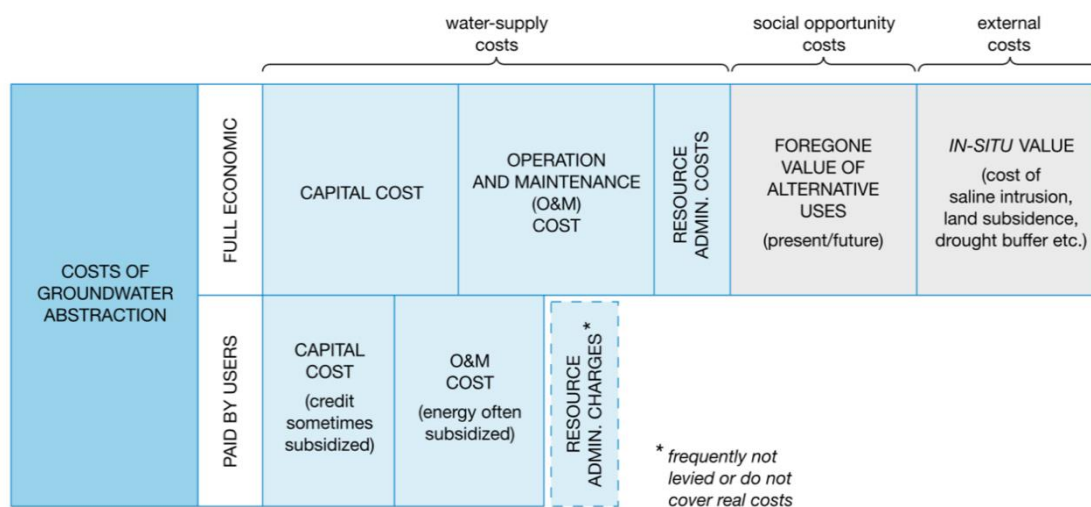 water-supply
costs
social opportunity
costs
external
costs
COSTS OF
GROUNDWATER
ABSTRACTION
FULL ECONOMIC
CAPITAL COST
OPERATION
AND MAINTENANCE
(O&M)
COST
RESOURCE
ADMIN. COSTS
FOREGONE
VALUE OF
ALTERNATIVE
USES
(present/future)
IN-SITU VALUE
(cost of
saline intrusion,
land subsidence,
drought buffer etc.)
PAID BY USERS
CAPITAL
COST
(credit
sometimes
subsidized)
O&M
COST
(energy often
subsidized)
RESOURCE
ADMIN. CHARGES*
* frequently not
levied or do not
cover real costs